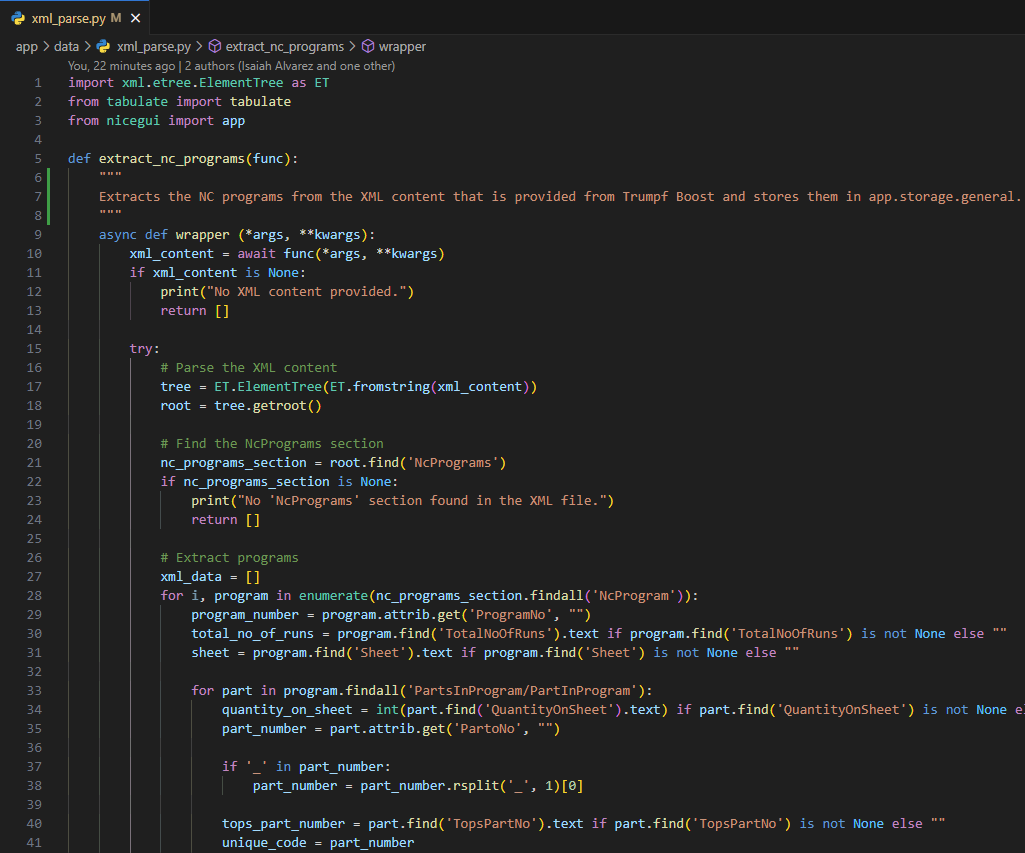 xml_parse.py M ×
app > data > xml_parse.py > extract_nc_programs > wrapper
You, 22 minutes ago | 2 authors (Isaiah Alvarez and one other)
1 import xml.etree.ElementTree as ET
2 from tabulate import tabulate
3 from nicegui import app
4
5 def extract_nc_programs(func):
6     """
7     Extracts the NC programs from the XML content that is provided from Trumpf Boost and stores them in app.storage.general.
8     """
9     async def wrapper (*args, **kwargs):
10         xml_content = await func(*args, **kwargs)
11         if xml_content is None:
12             print("No XML content provided.")
13             return []
14
15         try:
16             # Parse the XML content
17             tree = ET.ElementTree(ET.fromstring(xml_content))
18             root = tree.getroot()
19
20             # Find the NcPrograms section
21             nc_programs_section = root.find('NcPrograms')
22             if nc_programs_section is None:
23                 print("No 'NcPrograms' section found in the XML file.")
24                 return []
25
26             # Extract programs
27             xml_data = []
28             for i, program in enumerate(nc_programs_section.findall('NcProgram')):
29                 program_number = program.attrib.get('ProgramNo', "")
30                 total_no_of_runs = program.find('TotalNoOfRuns').text if program.find('TotalNoOfRuns') is not None else ""
31                 sheet = program.find('Sheet').text if program.find('Sheet') is not None else ""
32
33                 for part in program.findall('PartsInProgram/PartInProgram'):
34                     quantity_on_sheet = int(part.find('QuantityOnSheet').text) if part.find('QuantityOnSheet') is not None el
35                     part_number = part.attrib.get('PartoNo', "")
36
37                     if '_' in part_number:
38                         part_number = part_number.rsplit('_', 1)[0]
39
40                     tops_part_number = part.find('TopsPartNo').text if part.find('TopsPartNo') is not None else ""
41                     unique_code = part_number